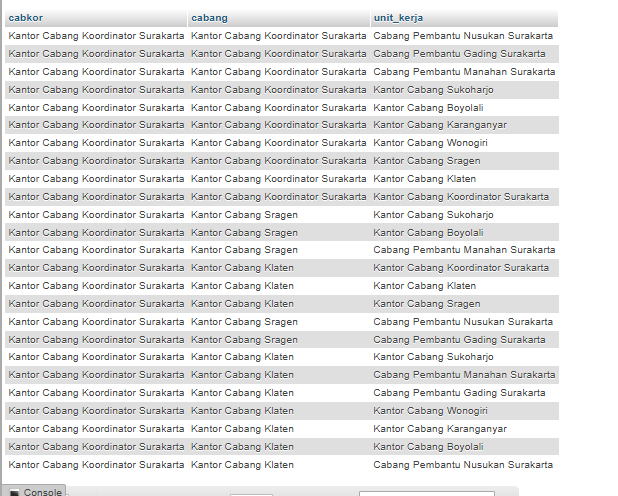 cabkor cabang unit_kerja
Kantor Cabang Koordinator Surakarta Kantor Cabang Koordinator Surakarta Cabang Pembantu Nusukan Surakarta
Kantor Cabang Koordinator Surakarta Kantor Cabang Koordinator Surakarta Cabang Pembantu Gading Surakarta
Kantor Cabang Koordinator Surakarta Kantor Cabang Koordinator Surakarta Cabang Pembantu Manahan Surakarta
Kantor Cabang Koordinator Surakarta Kantor Cabang Koordinator Surakarta Kantor Cabang Sukoharjo
Kantor Cabang Koordinator Surakarta Kantor Cabang Koordinator Surakarta Kantor Cabang Boyolali
Kantor Cabang Koordinator Surakarta Kantor Cabang Koordinator Surakarta Kantor Cabang Karanganyar
Kantor Cabang Koordinator Surakarta Kantor Cabang Koordinator Surakarta Kantor Cabang Wonogiri
Kantor Cabang Koordinator Surakarta Kantor Cabang Koordinator Surakarta Kantor Cabang Sragen
Kantor Cabang Koordinator Surakarta Kantor Cabang Koordinator Surakarta Kantor Cabang Klaten
Kantor Cabang Koordinator Surakarta Kantor Cabang Koordinator Surakarta Kantor Cabang Koordinator Surakarta
Kantor Cabang Koordinator Surakarta Kantor Cabang Sragen Kantor Cabang Sukoharjo
Kantor Cabang Koordinator Surakarta Kantor Cabang Sragen Kantor Cabang Boyolali
Kantor Cabang Koordinator Surakarta Kantor Cabang Sragen Cabang Pembantu Manahan Surakarta
Kantor Cabang Koordinator Surakarta Kantor Cabang Klaten Kantor Cabang Koordinator Surakarta
Kantor Cabang Koordinator Surakarta Kantor Cabang Klaten Kantor Cabang Klaten
Kantor Cabang Koordinator Surakarta Kantor Cabang Klaten Kantor Cabang Sragen
Kantor Cabang Koordinator Surakarta Kantor Cabang Sragen Cabang Pembantu Nusukan Surakarta
Kantor Cabang Koordinator Surakarta Kantor Cabang Sragen Cabang Pembantu Gading Surakarta
Kantor Cabang Koordinator Surakarta Kantor Cabang Klaten Kantor Cabang Sukoharjo
Kantor Cabang Koordinator Surakarta Kantor Cabang Klaten Cabang Pembantu Manahan Surakarta
Kantor Cabang Koordinator Surakarta Kantor Cabang Klaten Cabang Pembantu Gading Surakarta
Kantor Cabang Koordinator Surakarta Kantor Cabang Klaten Kantor Cabang Wonogiri
Kantor Cabang Koordinator Surakarta Kantor Cabang Klaten Kantor Cabang Karanganyar
Kantor Cabang Koordinator Surakarta Kantor Cabang Klaten Kantor Cabang Boyolali
Kantor Cabang Koordinator Surakarta Kantor Cabang Klaten Cabang Pembantu Nusukan Surakarta
Console